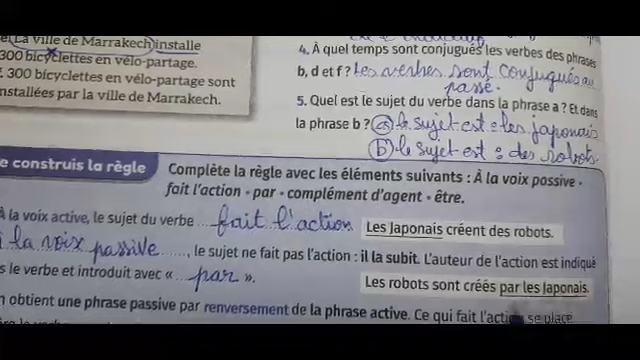 La ville de Marrakech installe
300 bicyclettes en vélo-partage.
300 bicyclettes en vélo-partage sont
installées par la ville de Marrakech.
4. À quel temps sont conjugués les verbes des phrases
b, d et f ? Les verbes sont conjugués au
passé.
5. Quel est le sujet du verbe dans la phrase a ? Et dans
la phrase b ? a le sujet est : les japonais
b le sujet est : des robots.
e construis la règle
Complète la règle avec les éléments suivants : À la voix passive •
fait l'action • par • complément d'agent • être.
À la voix active, le sujet du verbe ...fait l'action
Les Japonais créent des robots.
à la voix passive ......, le sujet ne fait pas l'action : il la subit. L'auteur de l'action est indiqué
s le verbe et introduit avec « ...par ».
Les robots sont créés par les Japonais.
n obtient une phrase passive par renversement de la phrase active. Ce qui fait l'action se place